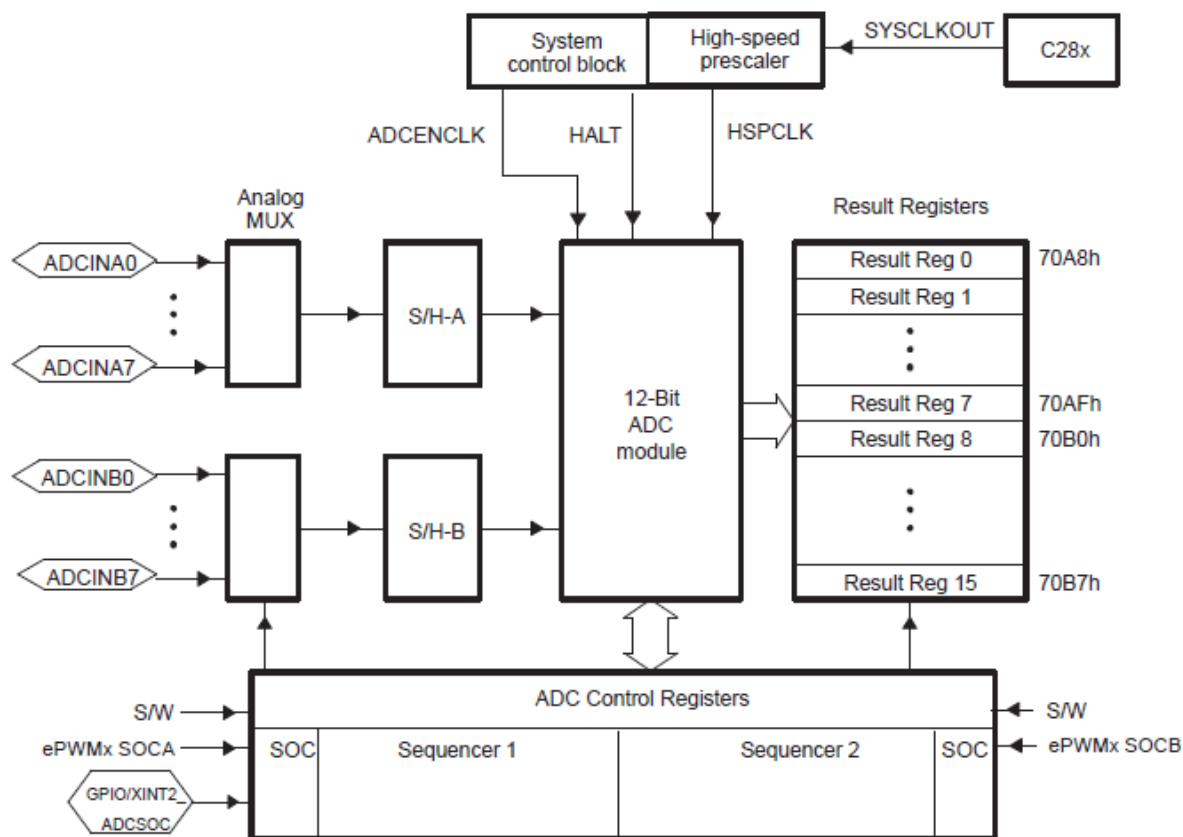 System
control block
High-speed
prescaler
SYSCLKOUT
C28x
ADCENCLK
HALT
HSPCLK
Analog
MUX
Result Registers
ADCINA0
ADCINA7
S/H-A
12-Bit
ADC
module
Result Reg 0
70A8h
Result Reg 1
Result Reg 7
70AFh
Result Reg 8
70B0h
ADCINB0
ADCINB7
S/H-B
Result Reg 15
70B7h
ADC Control Registers
S/W
S/W
ePWMx SOCA
SOC
Sequencer 1
Sequencer 2
SOC
ePWMx SOCB
GPIO/XINT2_
ADCSOC